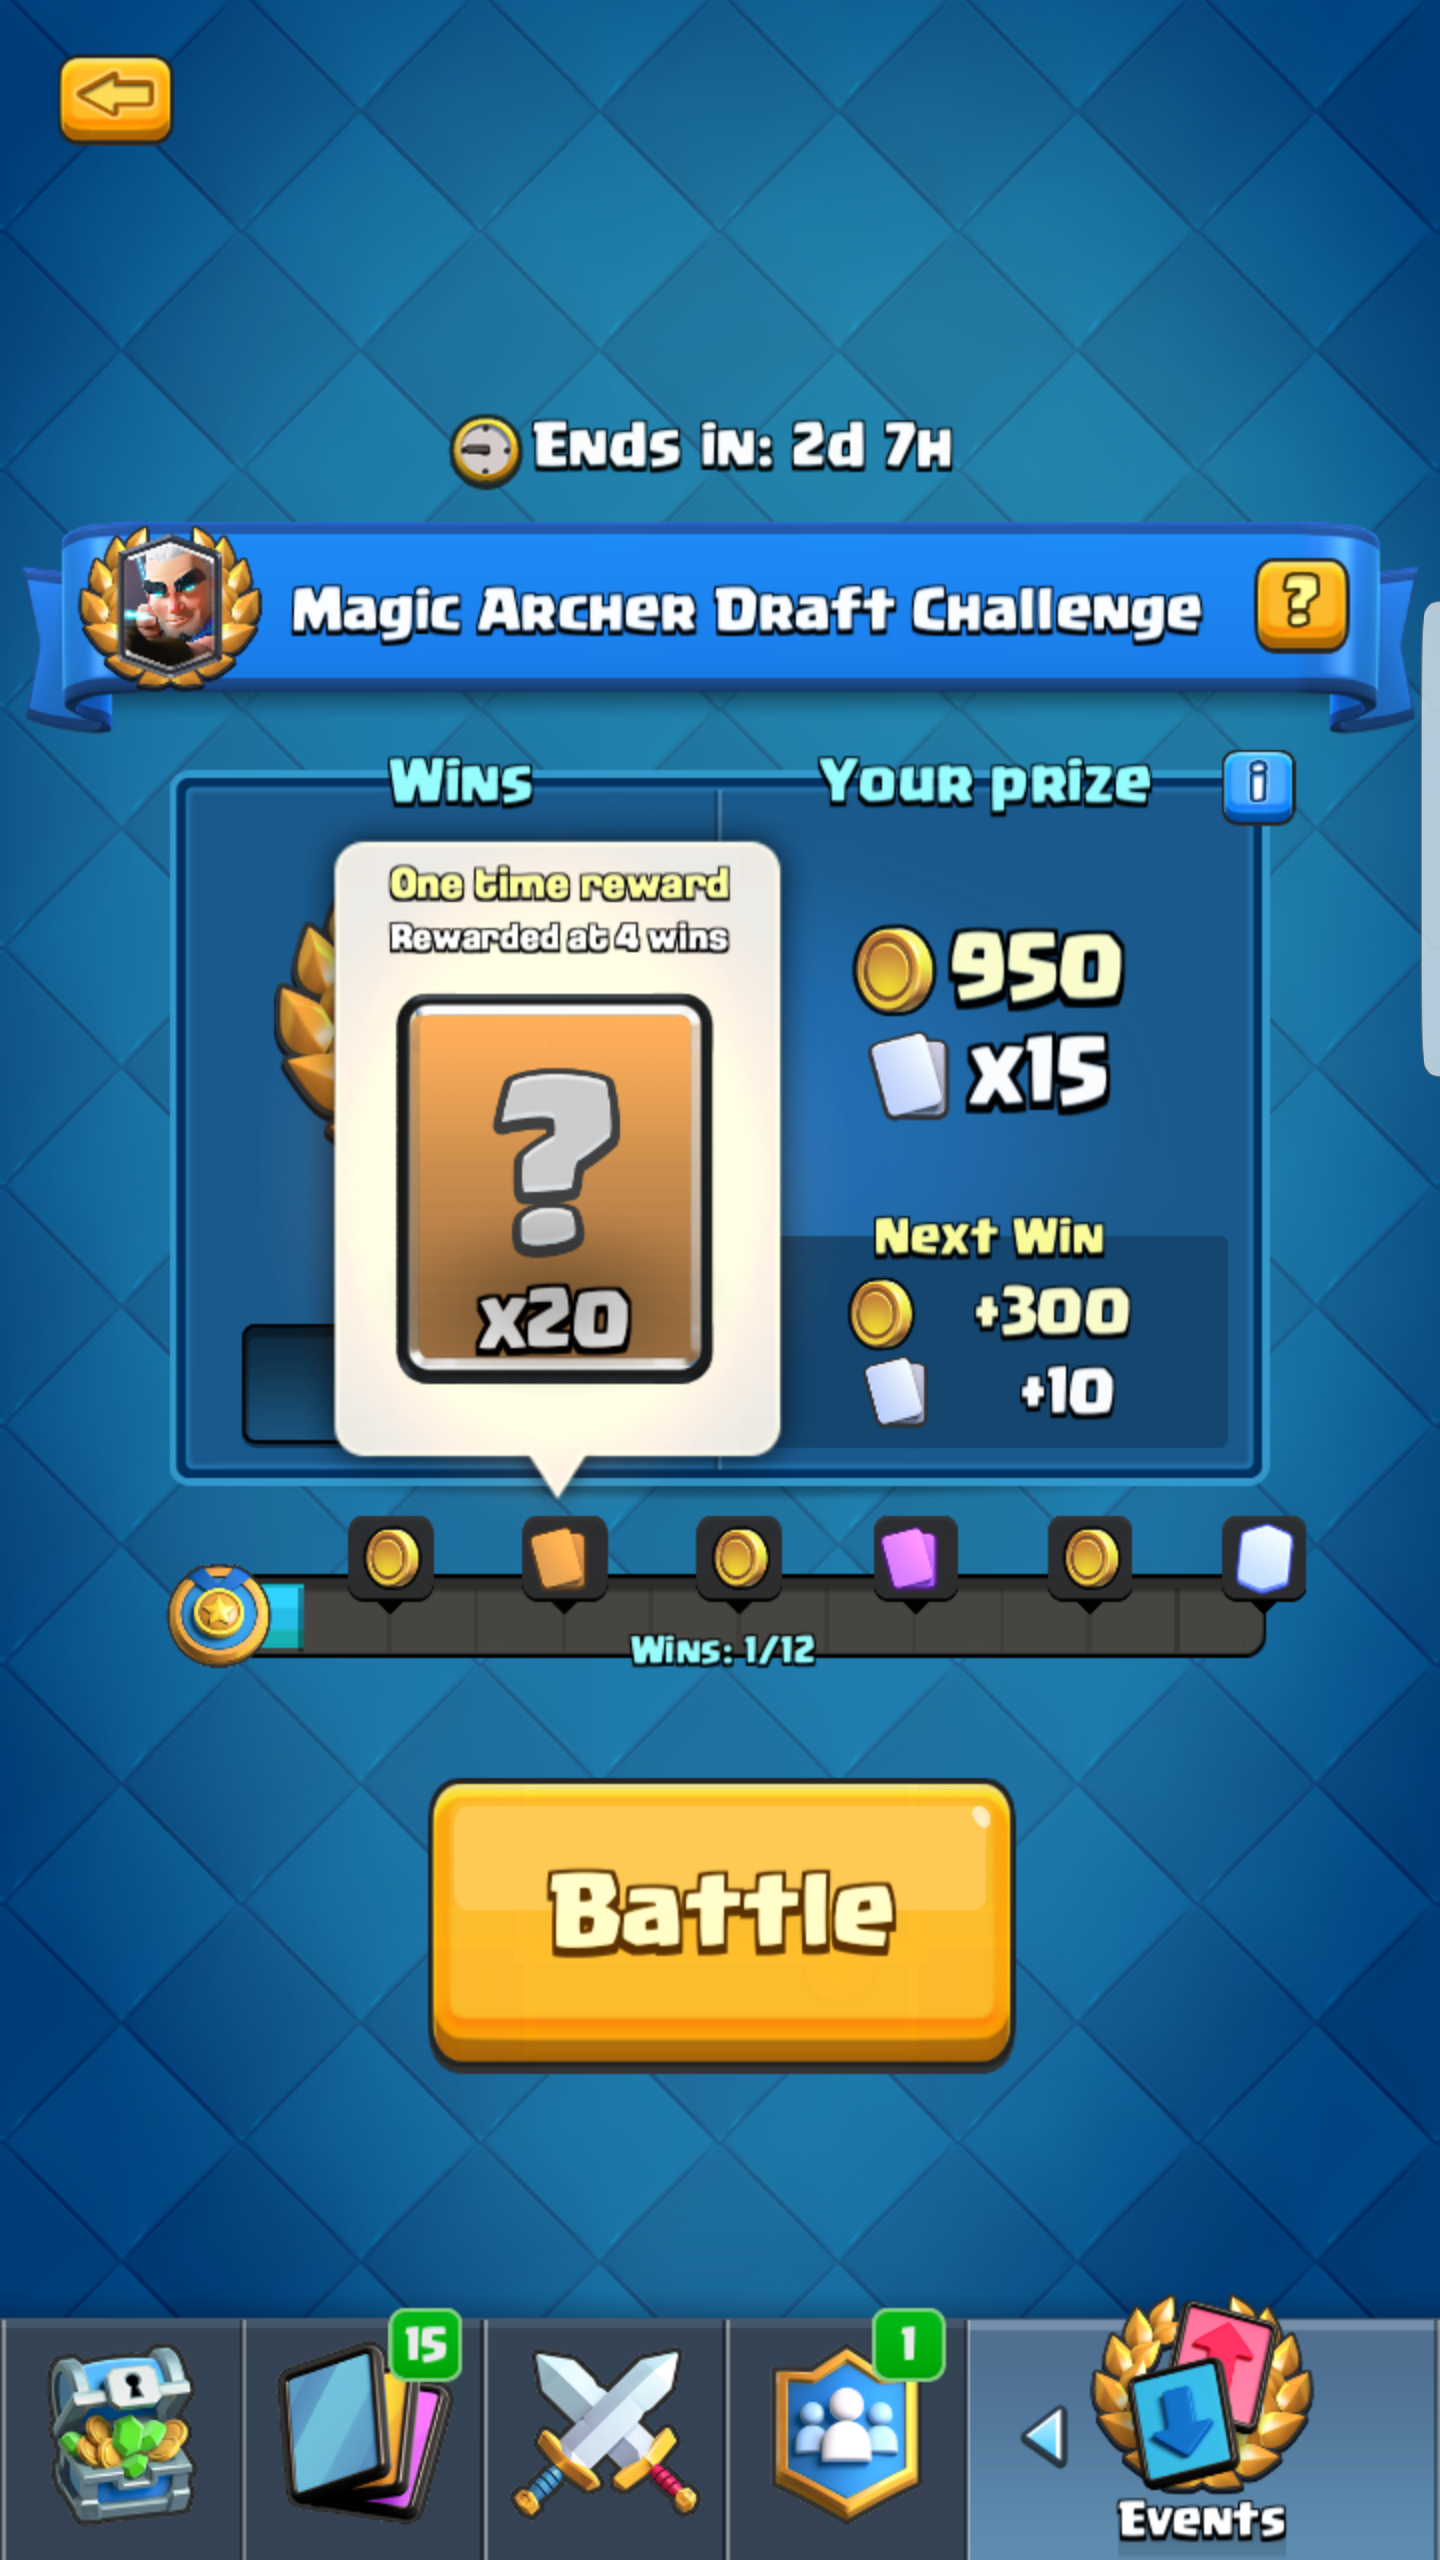 Ends in: 2d 7h
Magic Archer Draft Challenge
?
Wins
Your prize
i
One time reward
Rewarded at 4 wins
?
x20
950
x15
Next Win
+300
+10
Wins: 1/12
Battle
15
1
Events